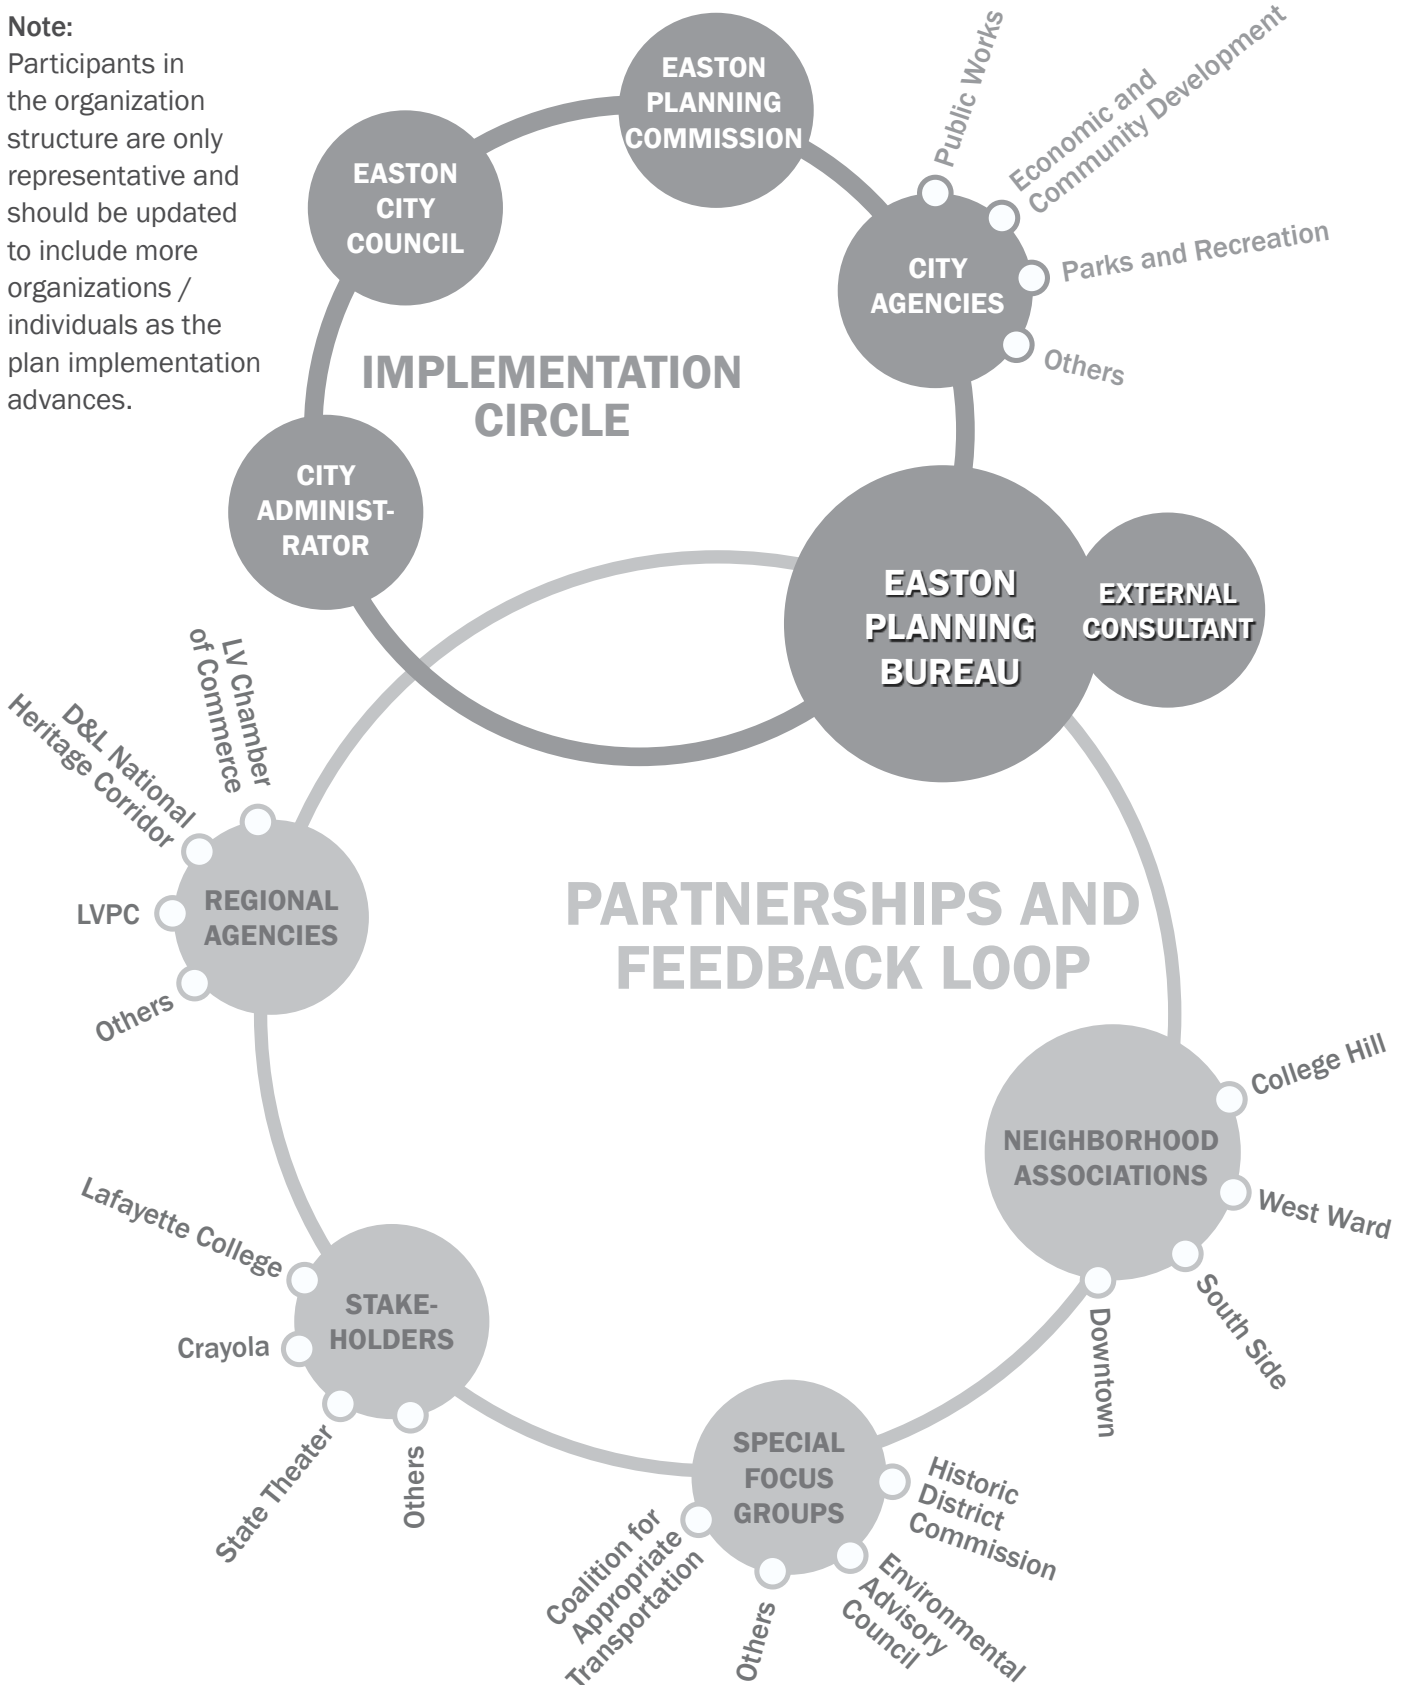 Note:
Participants in
the organization
structure are only
representative and
should be updated
to include more
organizations /
individuals as the
plan implementation
advances.
EASTON
PLANNING
COMMISSION
EASTON
CITY
COUNCIL
Public Works
Economic and
Community Development
CITY
AGENCIES
Parks and Recreation
Others
IMPLEMENTATION
CIRCLE
CITY
ADMINIST-
RATOR
EASTON
PLANNING
BUREAU
EXTERNAL
CONSULTANT
LV Chamber
of Commerce
D&L National
Heritage Corridor
LVPC
Others
REGIONAL
AGENCIES
PARTNERSHIPS AND
FEEDBACK LOOP
NEIGHBORHOOD
ASSOCIATIONS
College Hill
West Ward
South Side
Downtown
Lafayette College
Crayola
State Theater
Others
STAKE-
HOLDERS
SPECIAL
FOCUS
GROUPS
Historic
District
Commission
Environmental
Advisory
Council
Others
Coalition for
Appropriate
Transportation